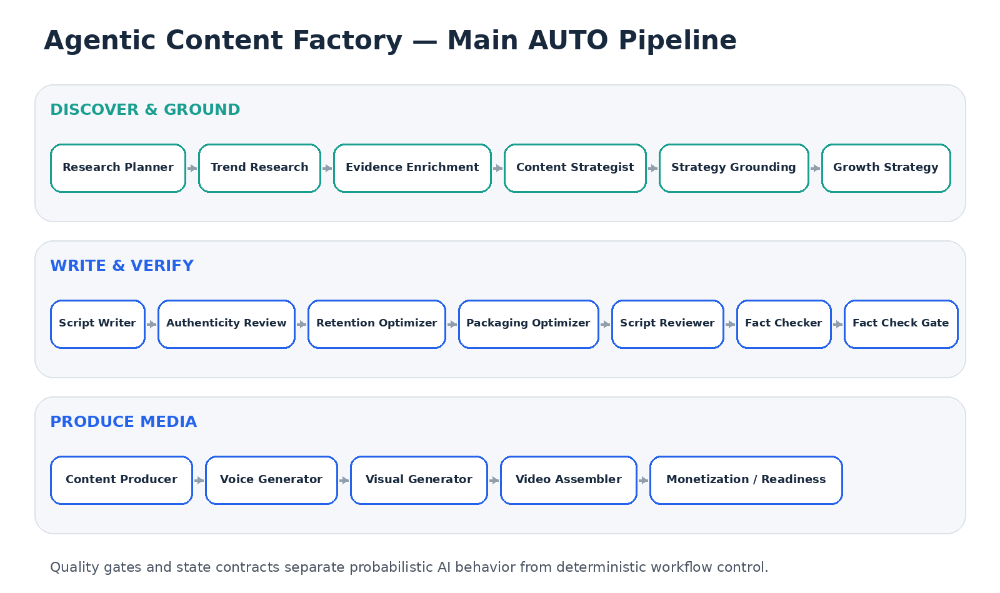 Agentic Content Factory — Main AUTO Pipeline
DISCOVER & GROUND
Research Planner
Trend Research
Evidence Enrichment
Content Strategist
Strategy Grounding
Growth Strategy
WRITE & VERIFY
Script Writer
Authenticity Review
Retention Optimizer
Packaging Optimizer
Script Reviewer
Fact Checker
Fact Check Gate
PRODUCE MEDIA
Content Producer
Voice Generator
Visual Generator
Video Assembler
Monetization / Readiness
Quality gates and state contracts separate probabilistic AI behavior from deterministic workflow control.